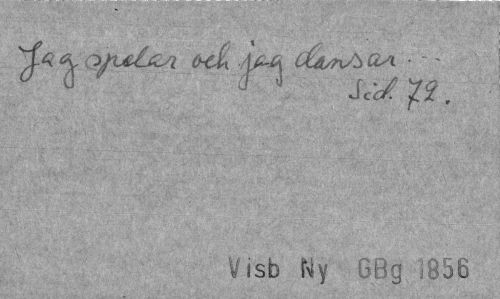 Jag spelar och jag dansar...
Sid. 72.
Visb Ny GBg 1856